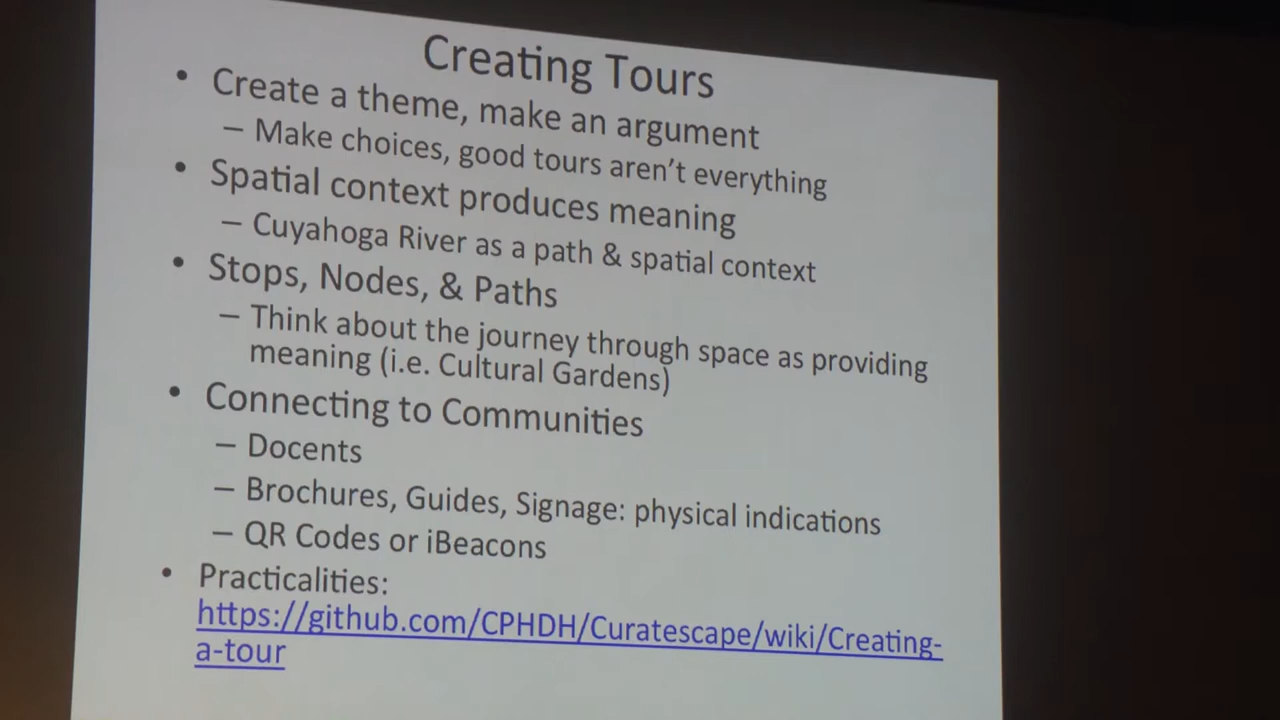 Creating Tours
• Create a theme, make an argument
– Make choices, good tours aren't everything
• Spatial context produces meaning
– Cuyahoga River as a path & spatial context
• Stops, Nodes, & Paths
– Think about the journey through space as providing
meaning (i.e. Cultural Gardens)
• Connecting to Communities
– Docents
– Brochures, Guides, Signage: physical indications
– QR Codes or iBeacons
• Practicalities:
https://github.com/CPHDH/Curatescape/wiki/Creating-
a-tour